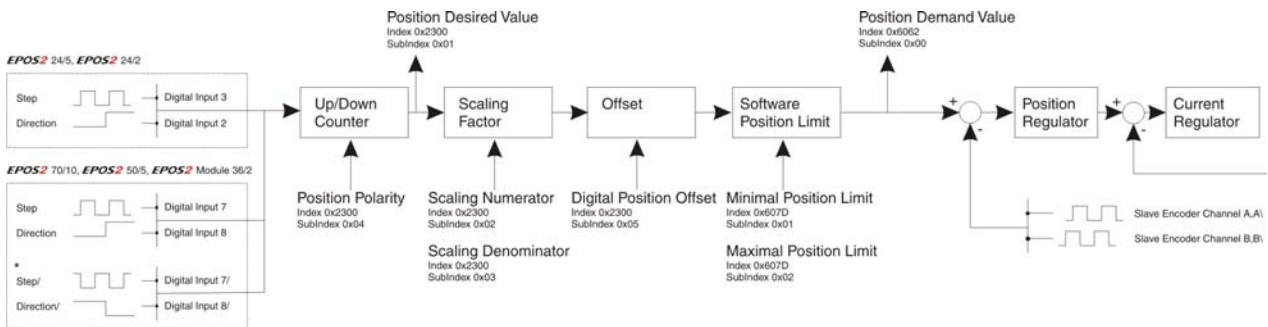 Position Desired Value
Index 0x2300
SubIndex 0x01
Position Demand Value
Index 0x6062
SubIndex 0x00
EPOS2 24/5, EPOS2 24/2
Step
Digital Input 3
Direction
Digital Input 2
Up/Down
Counter
Scaling
Factor
Offset
Software
Position Limit
+
-
Position
Regulator
+
-
Current
Regulator
EPOS2 70/10, EPOS2 50/5, EPOS2 Module 36/2
Step
Digital Input 7
Direction
Digital Input 8
*
Step/
Digital Input 7/
Direction/
Digital Input 8/
Position Polarity
Index 0x2300
SubIndex 0x04
Scaling Numerator
Index 0x2300
SubIndex 0x02
Scaling Denominator
Index 0x2300
SubIndex 0x03
Digital Position Offset
Index 0x2300
SubIndex 0x05
Minimal Position Limit
Index 0x607D
SubIndex 0x01
Maximal Position Limit
Index 0x607D
SubIndex 0x02
Slave Encoder Channel A,A\
Slave Encoder Channel B,B\